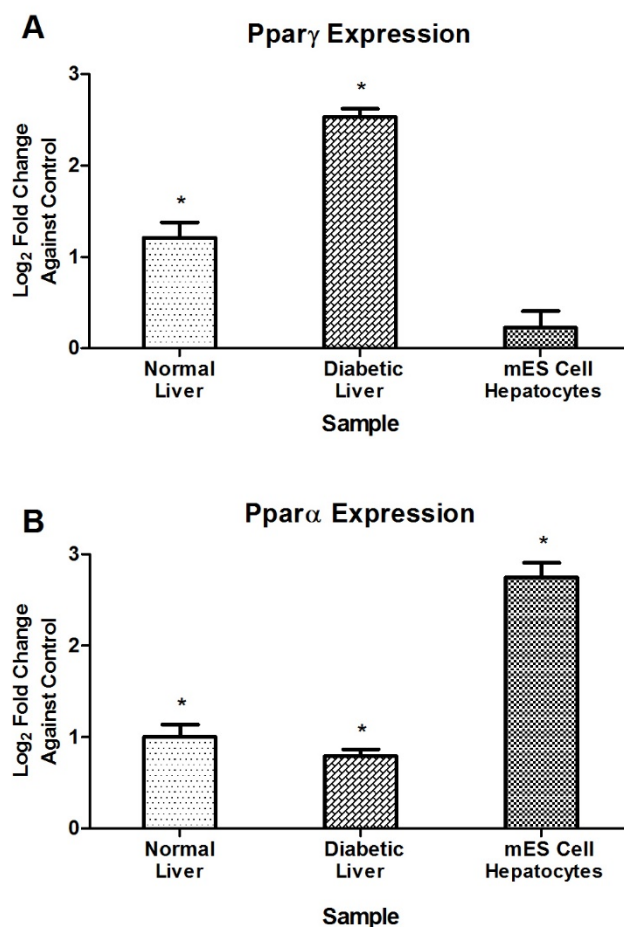 A
Pparγ Expression
Log₂ Fold Change
Against Control
3
2
1
0
*
*
Normal
Liver
Diabetic
Liver
mES Cell
Hepatocytes
Sample
B
Pparα Expression
Log₂ Fold Change
Against Control
3
2
1
0
*
*
*
Normal
Liver
Diabetic
Liver
mES Cell
Hepatocytes
Sample